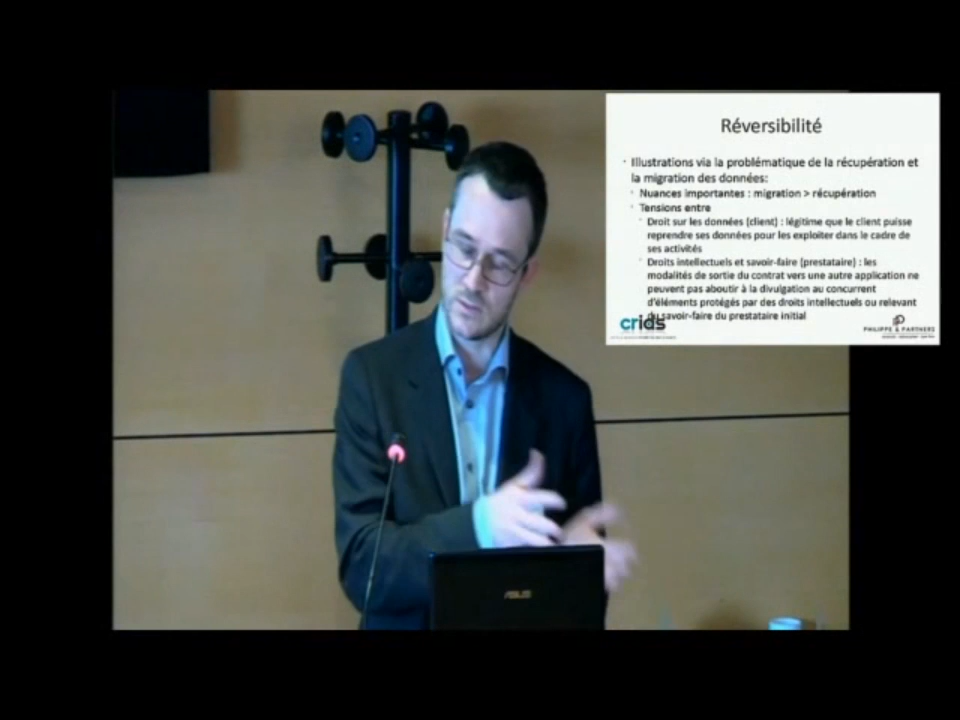 Réversibilité
Illustrations via la problématique de la récupération et
la migration des données:
Nuances importantes : migration > récupération
Tensions entre
Droit sur les données (client) : légitime que le client puisse
reprendre ses données pour les exploiter dans le cadre de
ses activités
Droits intellectuels et savoir-faire (prestataire) : les
modalités de sortie du contrat vers une autre application ne
peuvent pas aboutir à la divulgation au concurrent
d'éléments protégés par des droits intellectuels ou relevant
du savoir-faire du prestataire initial
crids
PHILIPPE & PARTNERS
ASUS